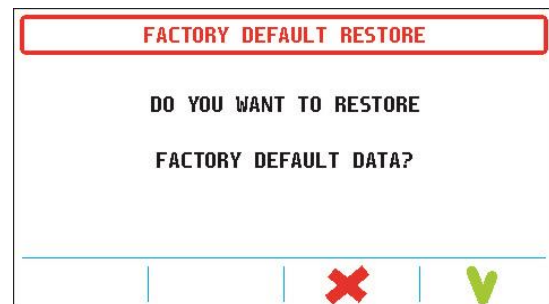 FACTORY DEFAULT RESTORE
DO YOU WANT TO RESTORE
FACTORY DEFAULT DATA?